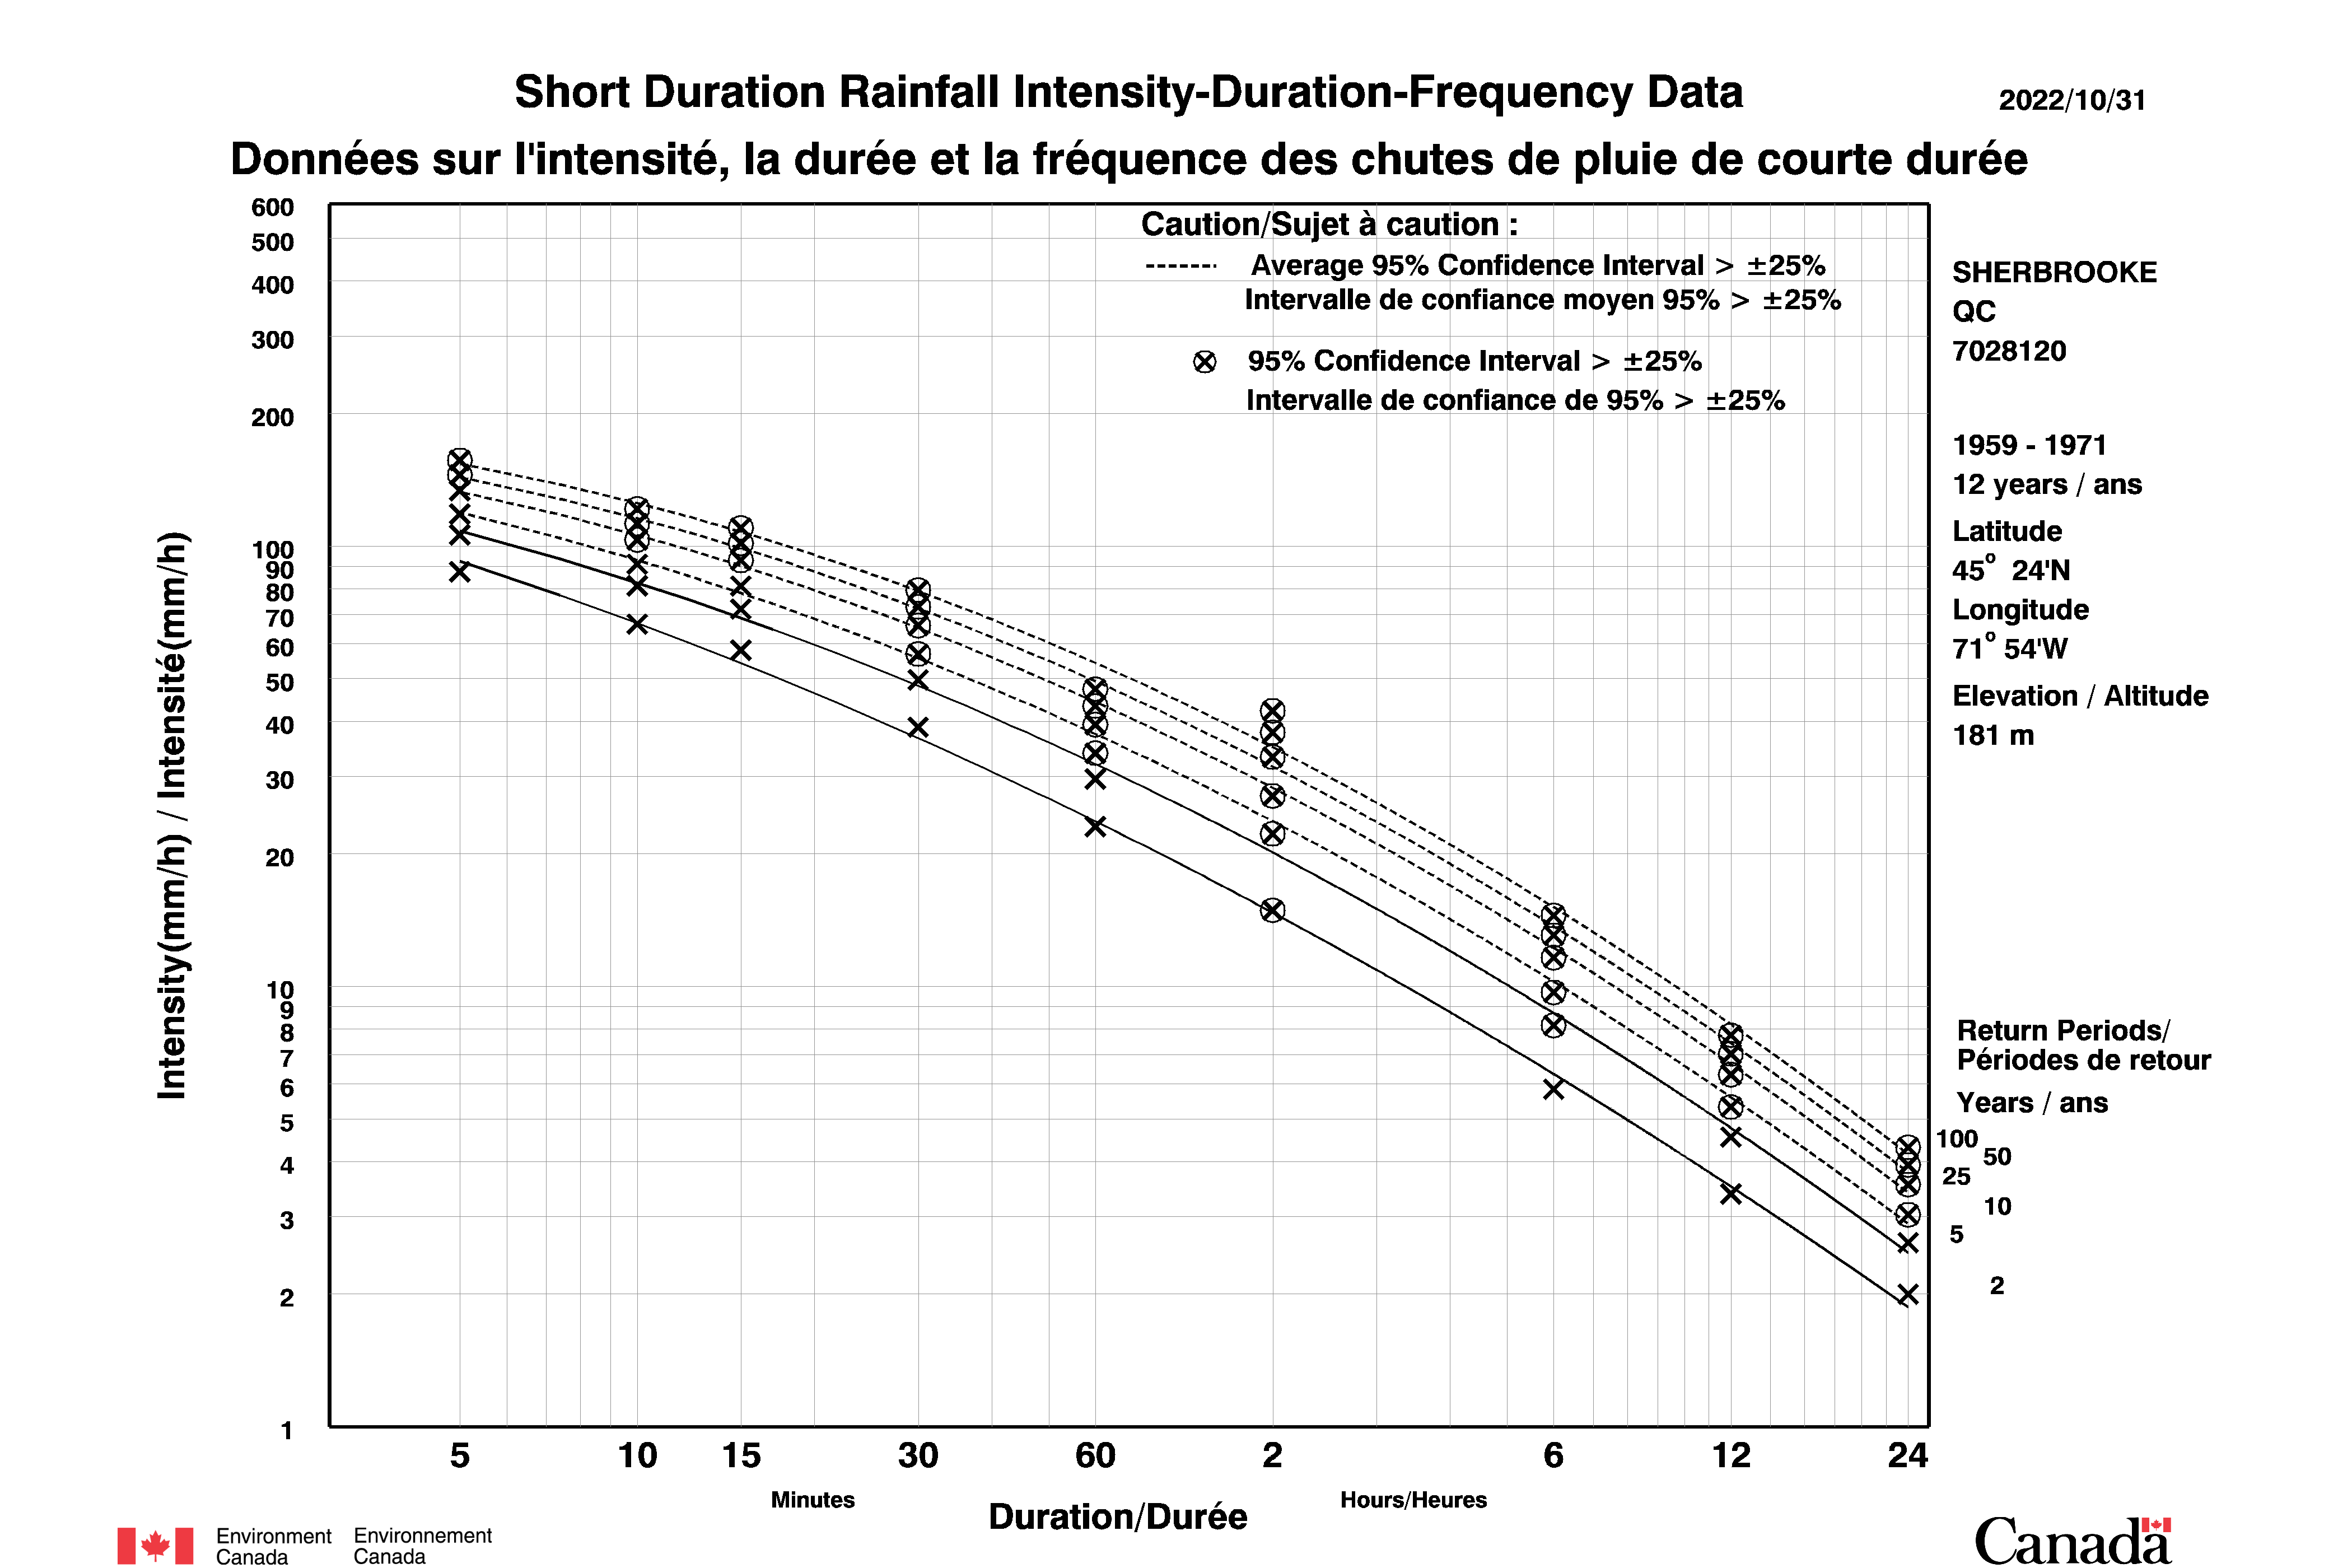 Short Duration Rainfall Intensity-Duration-Frequency Data
2022/10/31
Données sur l'intensité, la durée et la fréquence des chutes de pluie de courte durée
Caution/Sujet à caution :
Average 95% Confidence Interval > ±25%
Intervalle de confiance moyen 95% > ±25%
95% Confidence Interval > ±25%
Intervalle de confiance de 95% > ±25%
SHERBROOKE
QC
7028120
1959 - 1971
12 years / ans
Latitude
45° 24'N
Longitude
71° 54'W
Elevation / Altitude
181 m
Return Periods/
Périodes de retour
Years / ans
100
50
25
10
5
2
Intensity(mm/h) / Intensité(mm/h)
600
500
400
300
200
100
90
80
70
60
50
40
30
20
10
9
8
7
6
5
4
3
2
1
5 10 15 30 60 2 6 12 24
Minutes
Hours/Heures
Duration/Durée
Environment
Canada
Environnement
Canada
Canada